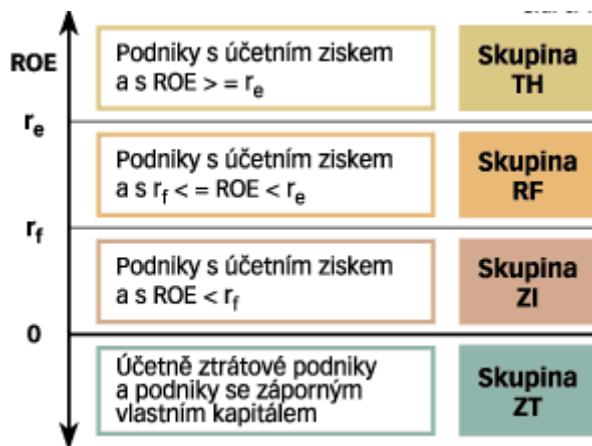 ROE
Podniky s účetním ziskem
a s ROE > = re
Skupina
TH
re
Podniky s účetním ziskem
a s rf < = ROE < re
Skupina
RF
rf
Podniky s účetním ziskem
a s ROE < rf
Skupina
ZI
0
Účetně ztrátové podniky
a podniky se záporným
vlastním kapitálem
Skupina
ZT